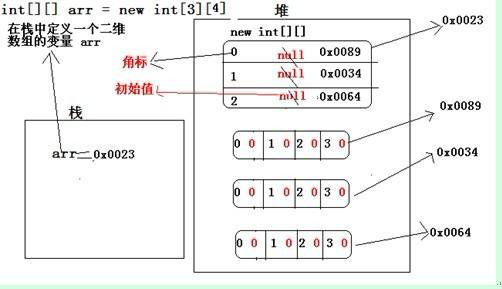 int[][] arr = new int[3][4]
在栈中定义一个二维
数组的变量 arr
栈
arr=0x0023
堆
new int[][]
0x0023
角标
0 null 0x0089
1 null 0x0034
初始值
2 null 0x0064
0x0089
0 0 1 0 2 0 3 0
0x0034
0 0 1 0 2 0 3 0
0 0 1 0 2 0 3 0
0x0064